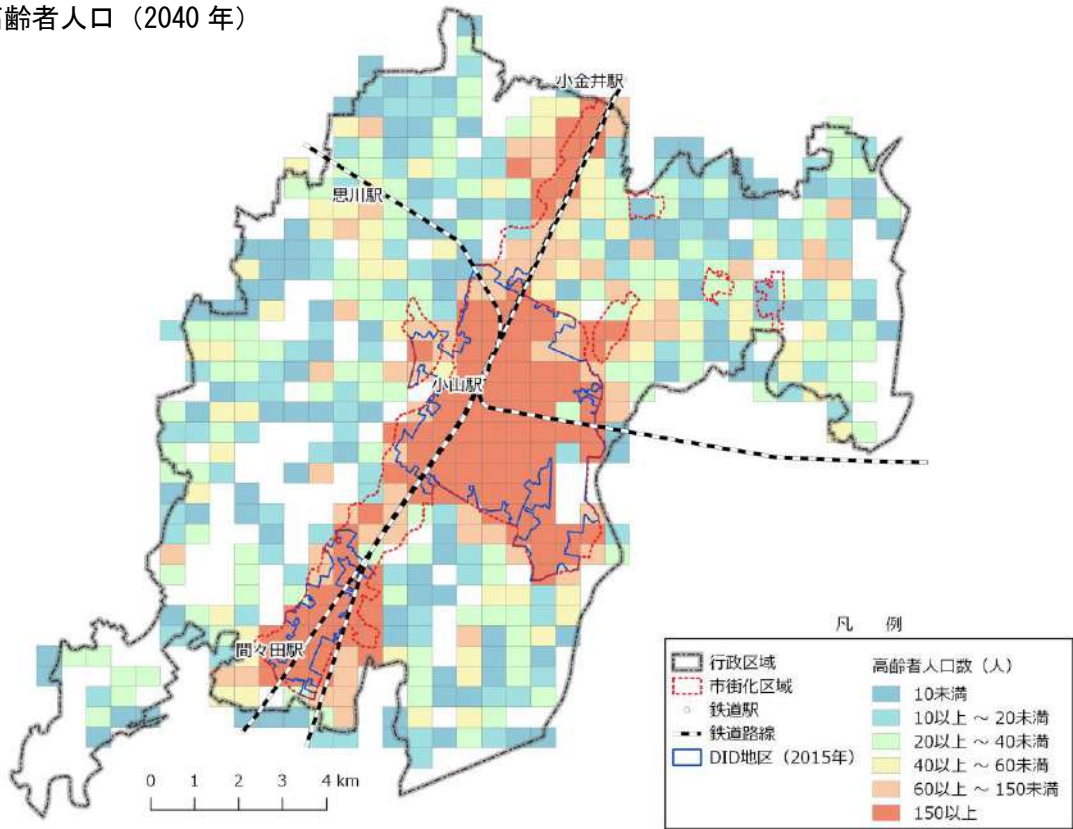 高齢者人口（2040 年）
小金井駅
思川駅
小山駅
間々田駅
0 1 2 3 4 km
凡 例
行政区域
市街化区域
鉄道駅
鉄道路線
DID地区（2015年）
高齢者人口数（人）
10未満
10以上 ～ 20未満
20以上 ～ 40未満
40以上 ～ 60未満
60以上 ～ 150未満
150以上